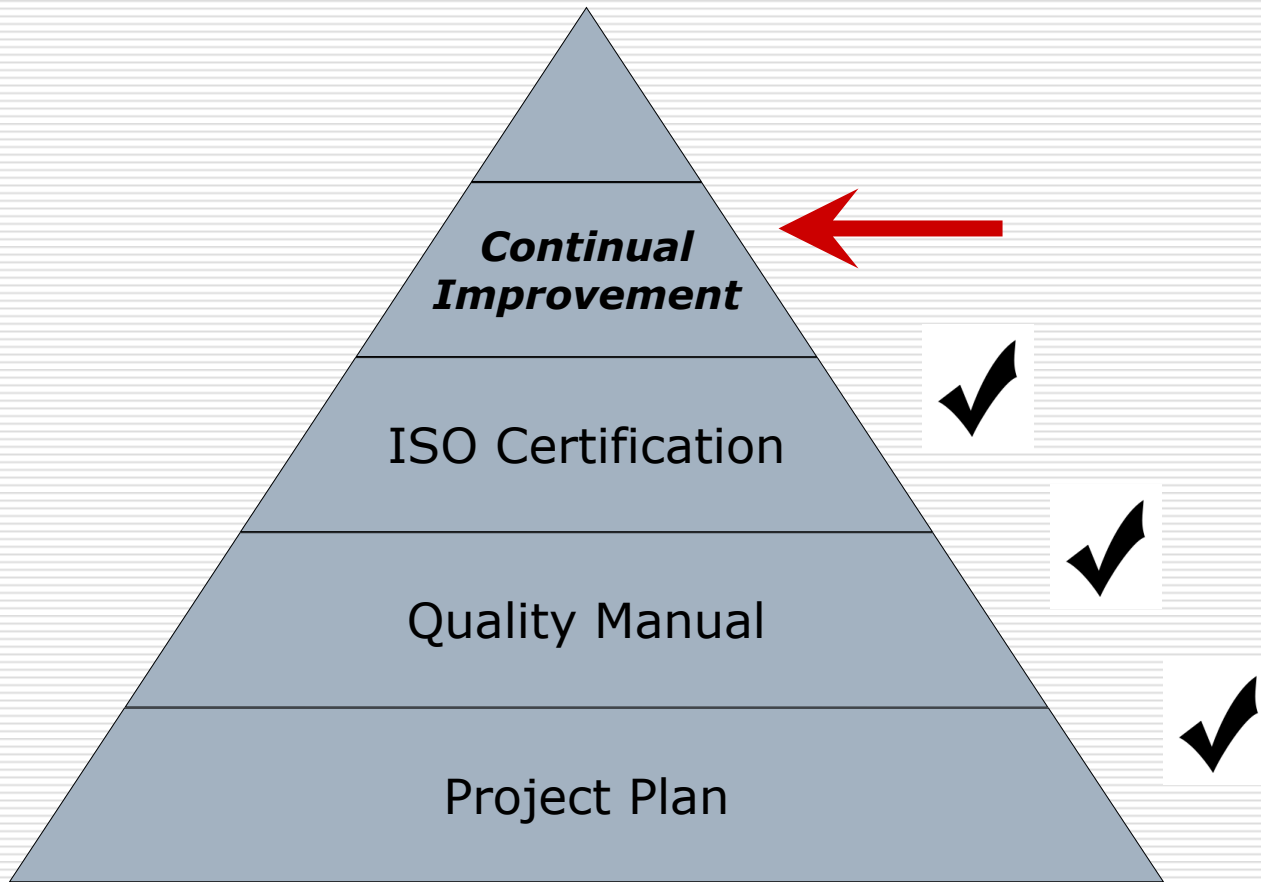 Continual
Improvement
ISO Certification
Quality Manual
Project Plan